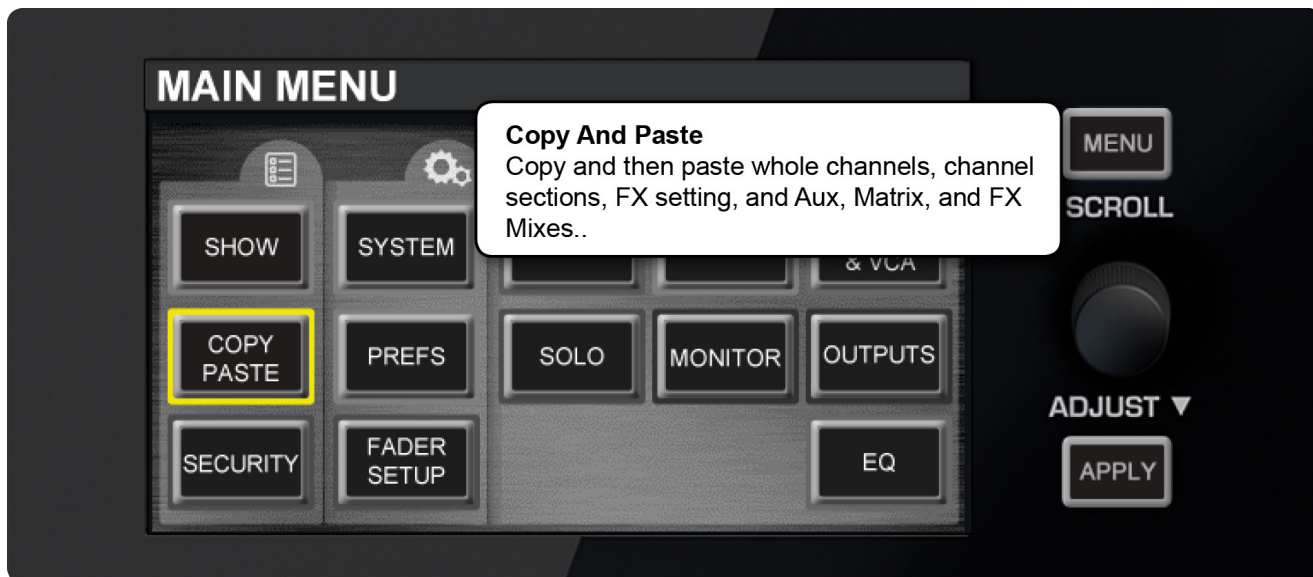 MAIN MENU
Copy And Paste
Copy and then paste whole channels, channel
sections, FX setting, and Aux, Matrix, and FX
Mixes..
MENU
SCROLL
SHOW
SYSTEM
& VCA
COPY
PASTE
PREFS
SOLO
MONITOR
OUTPUTS
ADJUST ▼
SECURITY
FADER
SETUP
EQ
APPLY